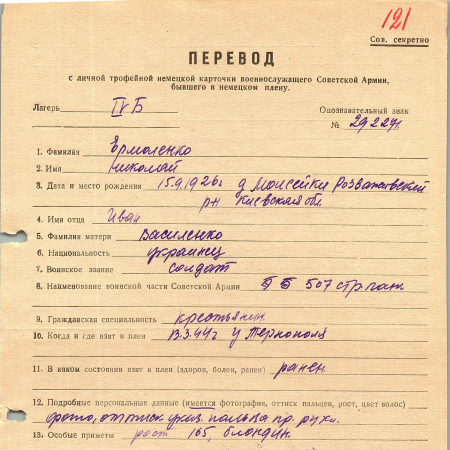 121
Сов. секретно
ПЕРЕВОД
с личной трофейной немецкой карточки военнослужащего Советской Армии,
бывшего в немецком плену.
Лагерь IVБ Опознавательный знак
№ 29227
1. Фамилия Ермоленко
2. Имя Николай
3. Дата и место рождения 15.9.1926г д Моисейки Розважевской
рн Киевская обл.
4. Имя отца Иван
5. Фамилия матери Василенко
6. Национальность украинец
7. Воинское звание солдат
8. Наименование воинской части Советской Армии 507 стр.
9. Гражданская специальность крестьянин.
10. Когда и где взят в плен 13.3.44г у Тернополя
11. В каком состоянии взят в плен (здоров, болен, ранен) ранен.
12. Подробные персональные данные (имеется фотография, оттиск пальцев, рост, цвет волос)
фото, оттиск указ. пальца пр. руки.
13. Особые приметы рост 165, блондин.